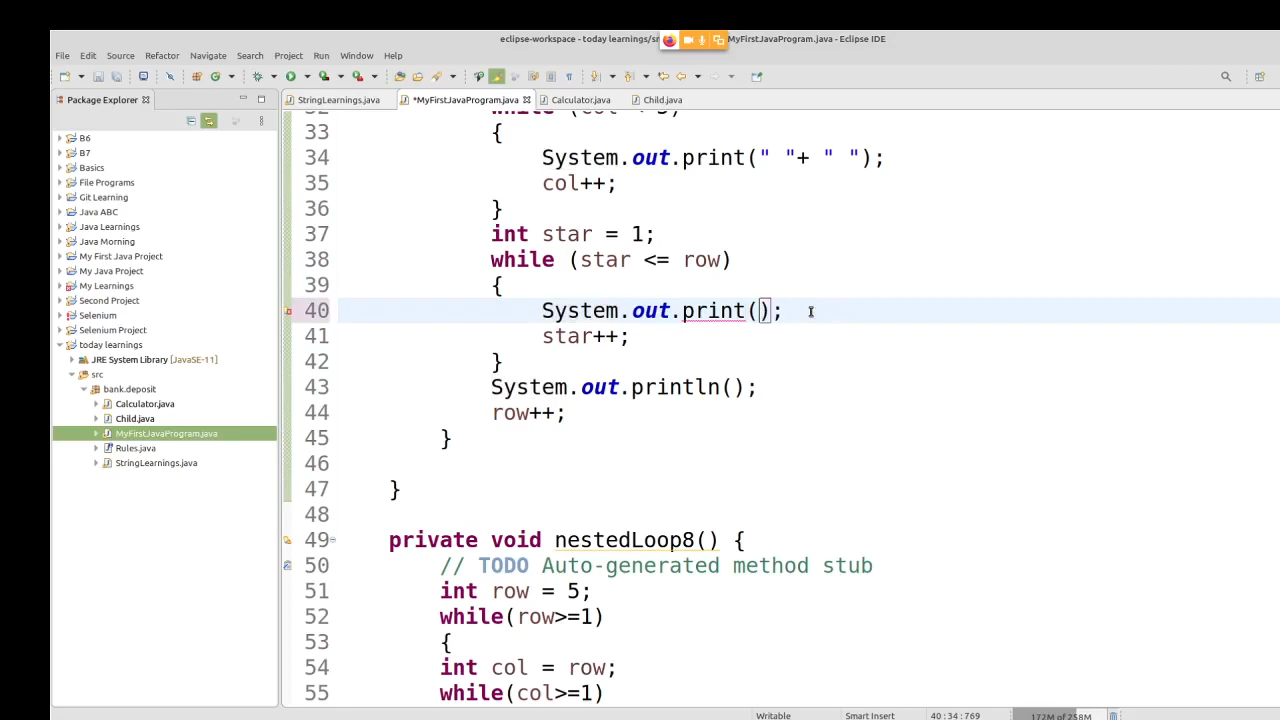 eclipse-workspace - today learnings/sr MyFirstJavaProgram.java - Eclipse IDE
File Edit Source Refactor Navigate Search Project Run Window Help
Package Explorer
StringLearnings.java *MyFirstJavaProgram.java Calculator.java Child.java
B6
B7
Basics
File Programs
Git Learning
Java ABC
Java Learnings
Java Morning
My First Java Project
My Java Project
My Learnings
Second Project
Selenium
Selenium Project
today learnings
JRE System Library [JavaSE-11]
src
bank.deposit
Calculator.java
Child.java
MyFirstJavaProgram.java
Rules.java
StringLearnings.java
33 {
34 System.out.print(" "+ " ");
35 col++;
36 }
37 int star = 1;
38 while (star <= row)
39 {
40 System.out.print();
41 star++;
42 }
43 System.out.println();
44 row++;
45 }
46
47 }
48
49 private void nestedLoop8() {
50 // TODO Auto-generated method stub
51 int row = 5;
52 while(row>=1)
53 {
54 int col = row;
55 while(col>=1)
Writable Smart Insert 40 : 34 : 769 172M of 258M